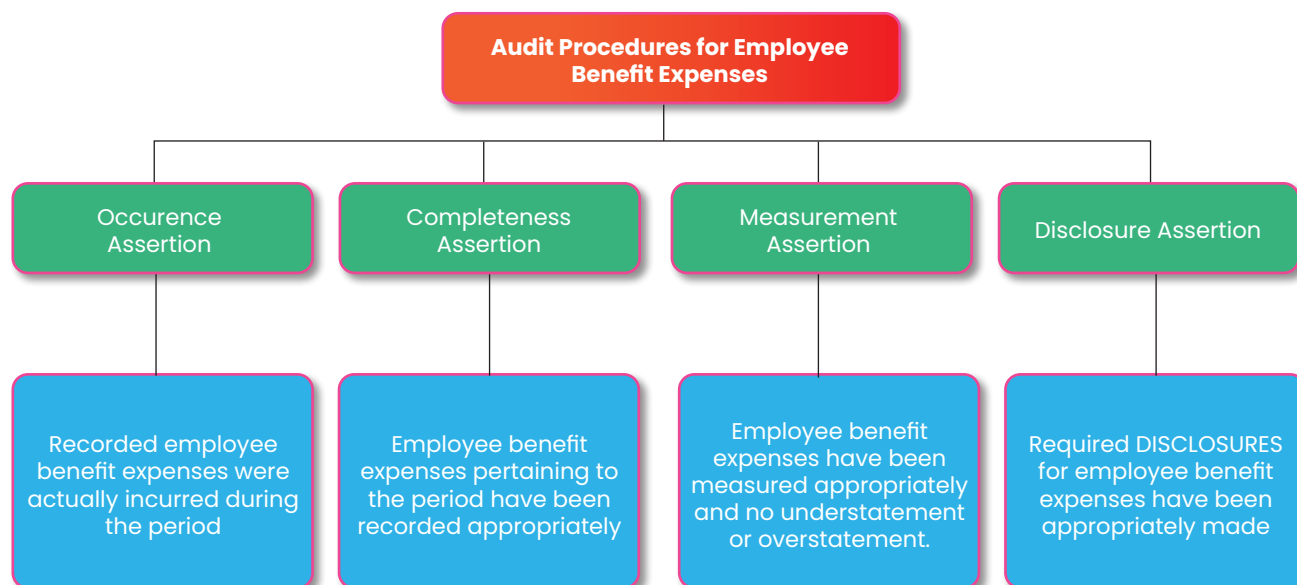 Audit Procedures for Employee
Benefit Expenses
Occurence
Assertion
Completeness
Assertion
Measurement
Assertion
Disclosure Assertion
Recorded employee
benefit expenses were
actually incurred during
the period
Employee benefit
expenses pertaining to
the period have been
recorded appropriately
Employee benefit
expenses have been
measured appropriately
and no understatement
or overstatement.
Required DISCLOSURES
for employee benefit
expenses have been
appropriately made